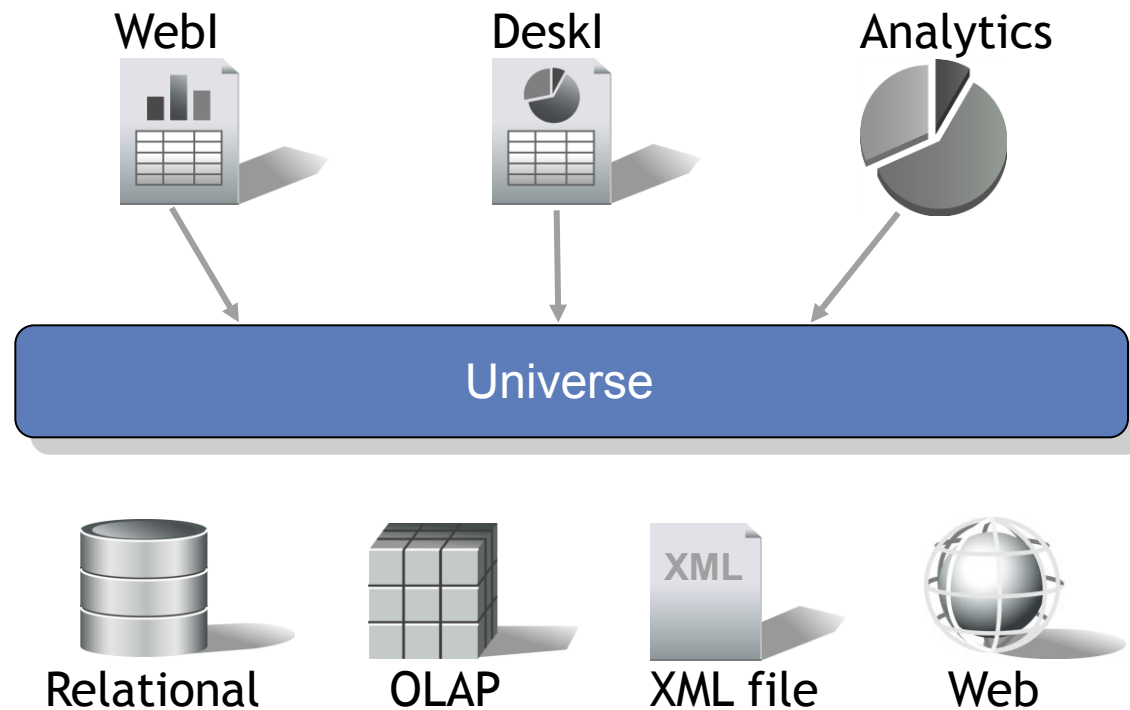 WebI
DeskI
Analytics
Universe
XML
Relational
OLAP
XML file
Web